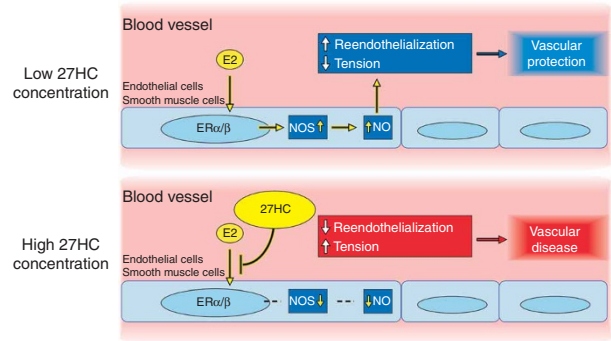 Blood vessel
Low 27HC
concentration
E2
Endothelial cells
Smooth muscle cells
ERα/β
NOS
NO
Reendothelialization
Tension
Vascular
protection
Blood vessel
High 27HC
concentration
27HC
E2
Endothelial cells
Smooth muscle cells
ERα/β
NOS
NO
Reendothelialization
Tension
Vascular
disease